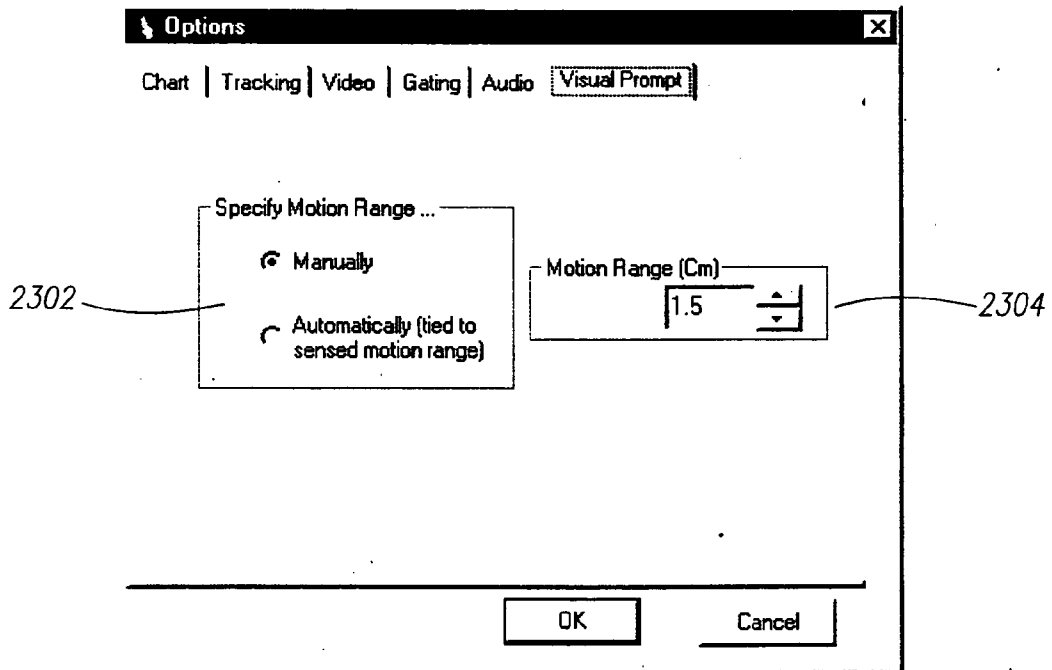 Options
Chart Tracking Video Gating Audio Visual Prompt
Specify Motion Range ...
Manually
Motion Range (Cm)
2302
1.5
2304
Automatically (tied to
sensed motion range)
OK Cancel